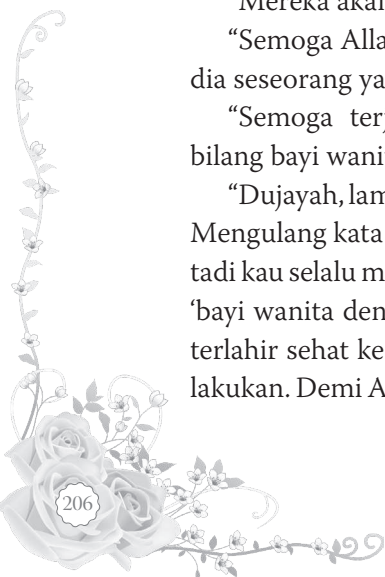 Mereka akan
“Semoga Alla
dia seseorang ya
“Semoga ter
bilang bayi wani
“Dujayah, lam
Mengulang kata
tadi kau selalu m
‘bayi wanita den
terlahir sehat ke
lakukan. Demi A
206